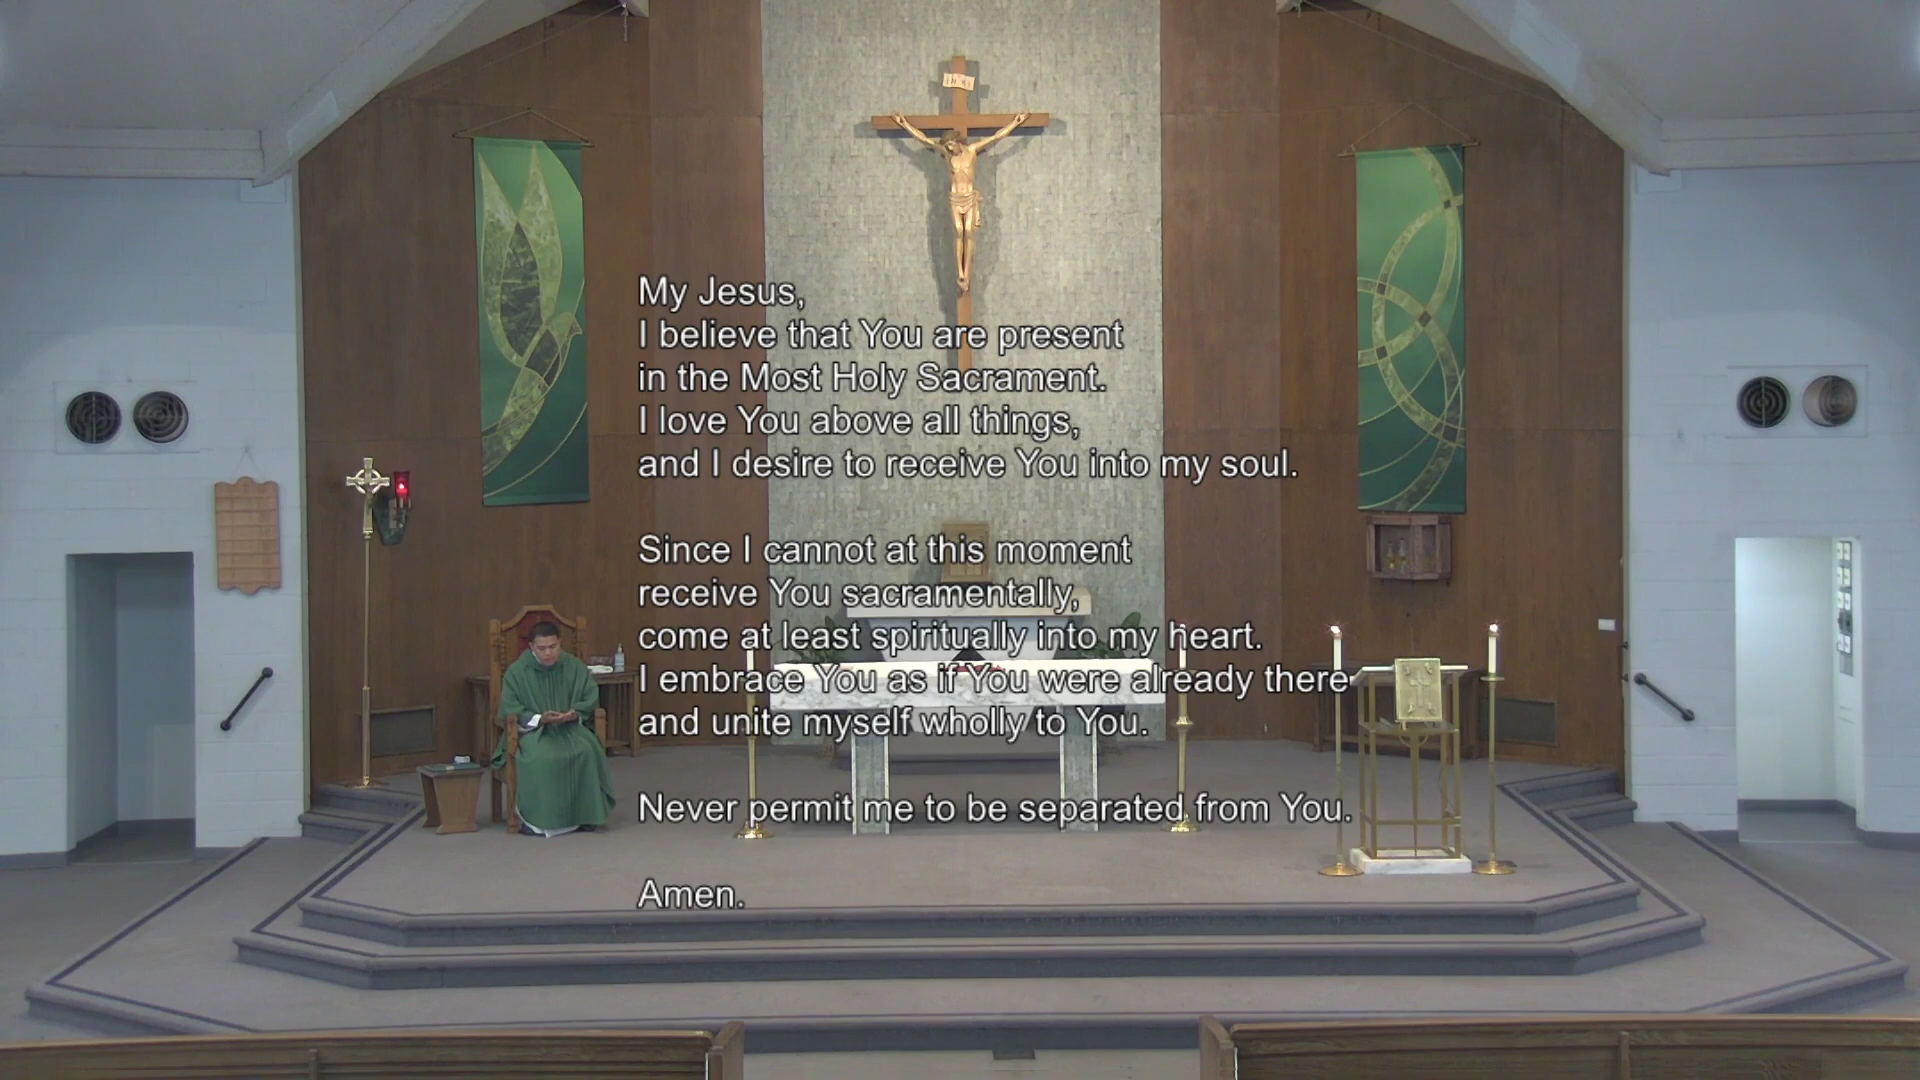 My Jesus,
I believe that You are present
in the Most Holy Sacrament.
I love You above all things,
and I desire to receive You into my soul.
Since I cannot at this moment
receive You sacramentally,
come at least spiritually into my heart.
I embrace You as if You were already there
and unite myself wholly to You.
Never permit me to be separated from You.
Amen.